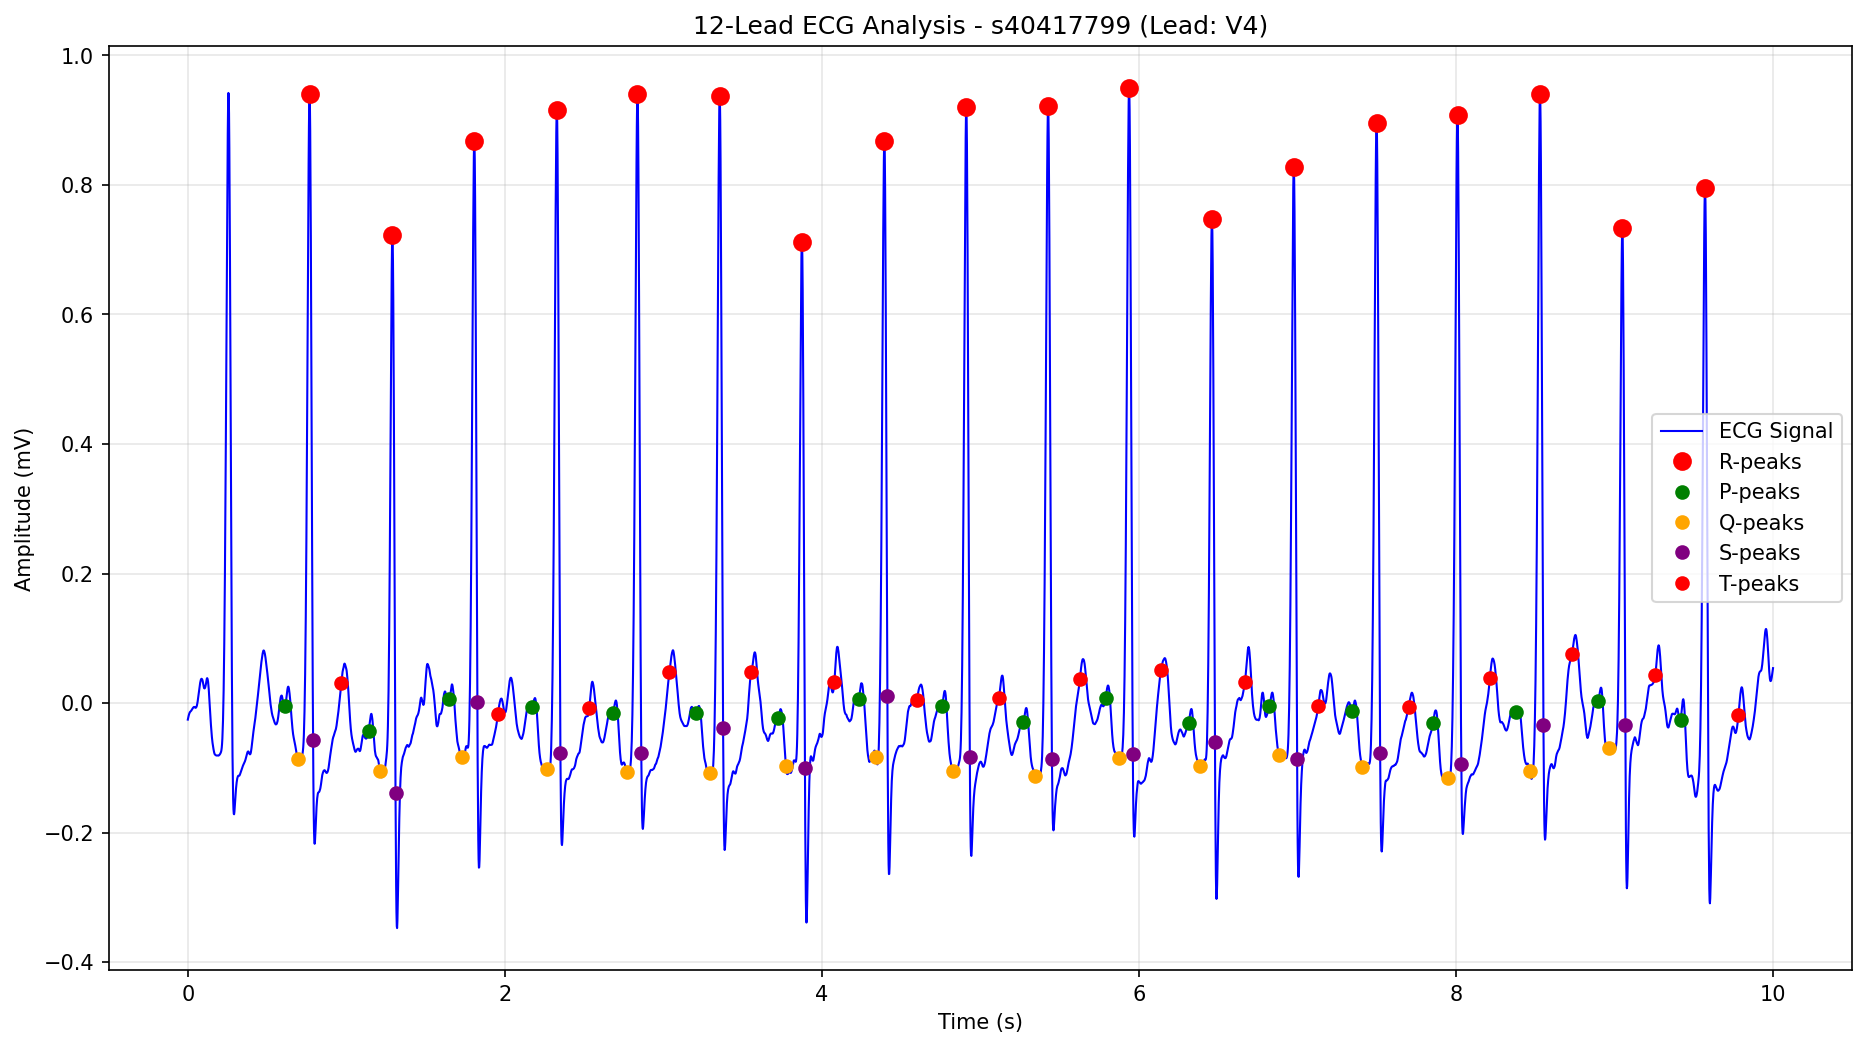 12-Lead ECG Analysis - s40417799 (Lead: V4)
Amplitude (mV)
1.0
0.8
0.6
0.4
0.2
0.0
−0.2
−0.4
ECG Signal
R-peaks
P-peaks
Q-peaks
S-peaks
T-peaks
0 2 4 6 8 10
Time (s)